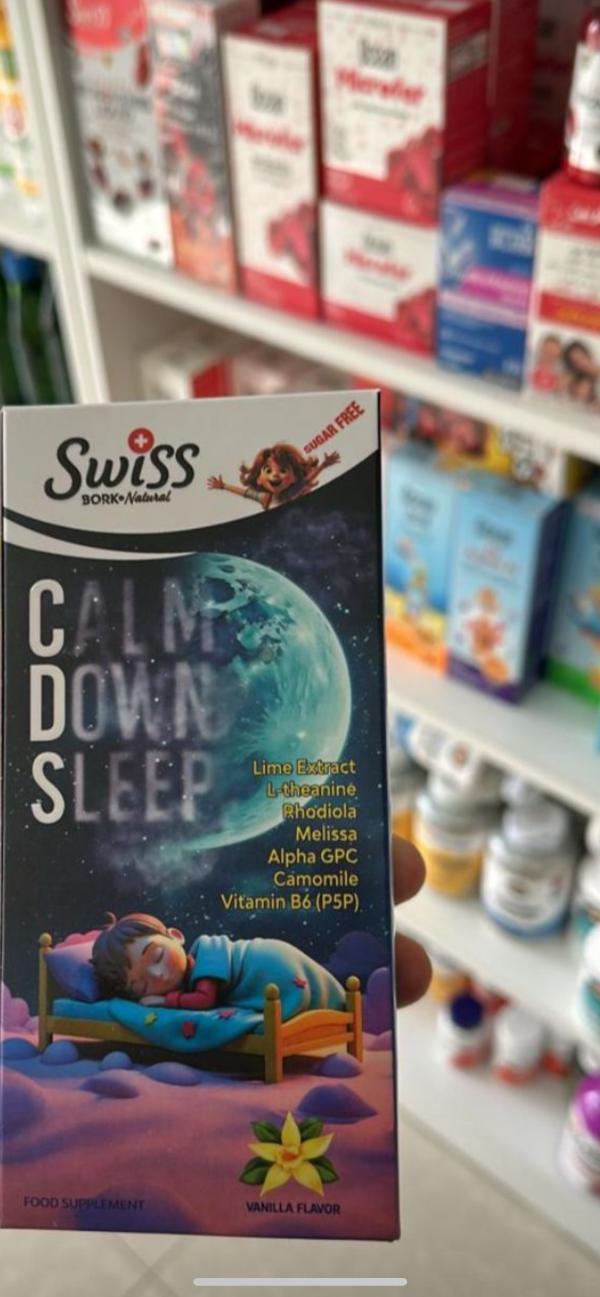 Swiss
BORK Natural
SUGAR FREE
CALM
DOWN
SLEEP
Lime Extract
L-theanine
Rhodiola
Melissa
Alpha GPC
Camomile
Vitamin B6 (P5P)
FOOD SUPPLEMENT
VANILLA FLAVOR